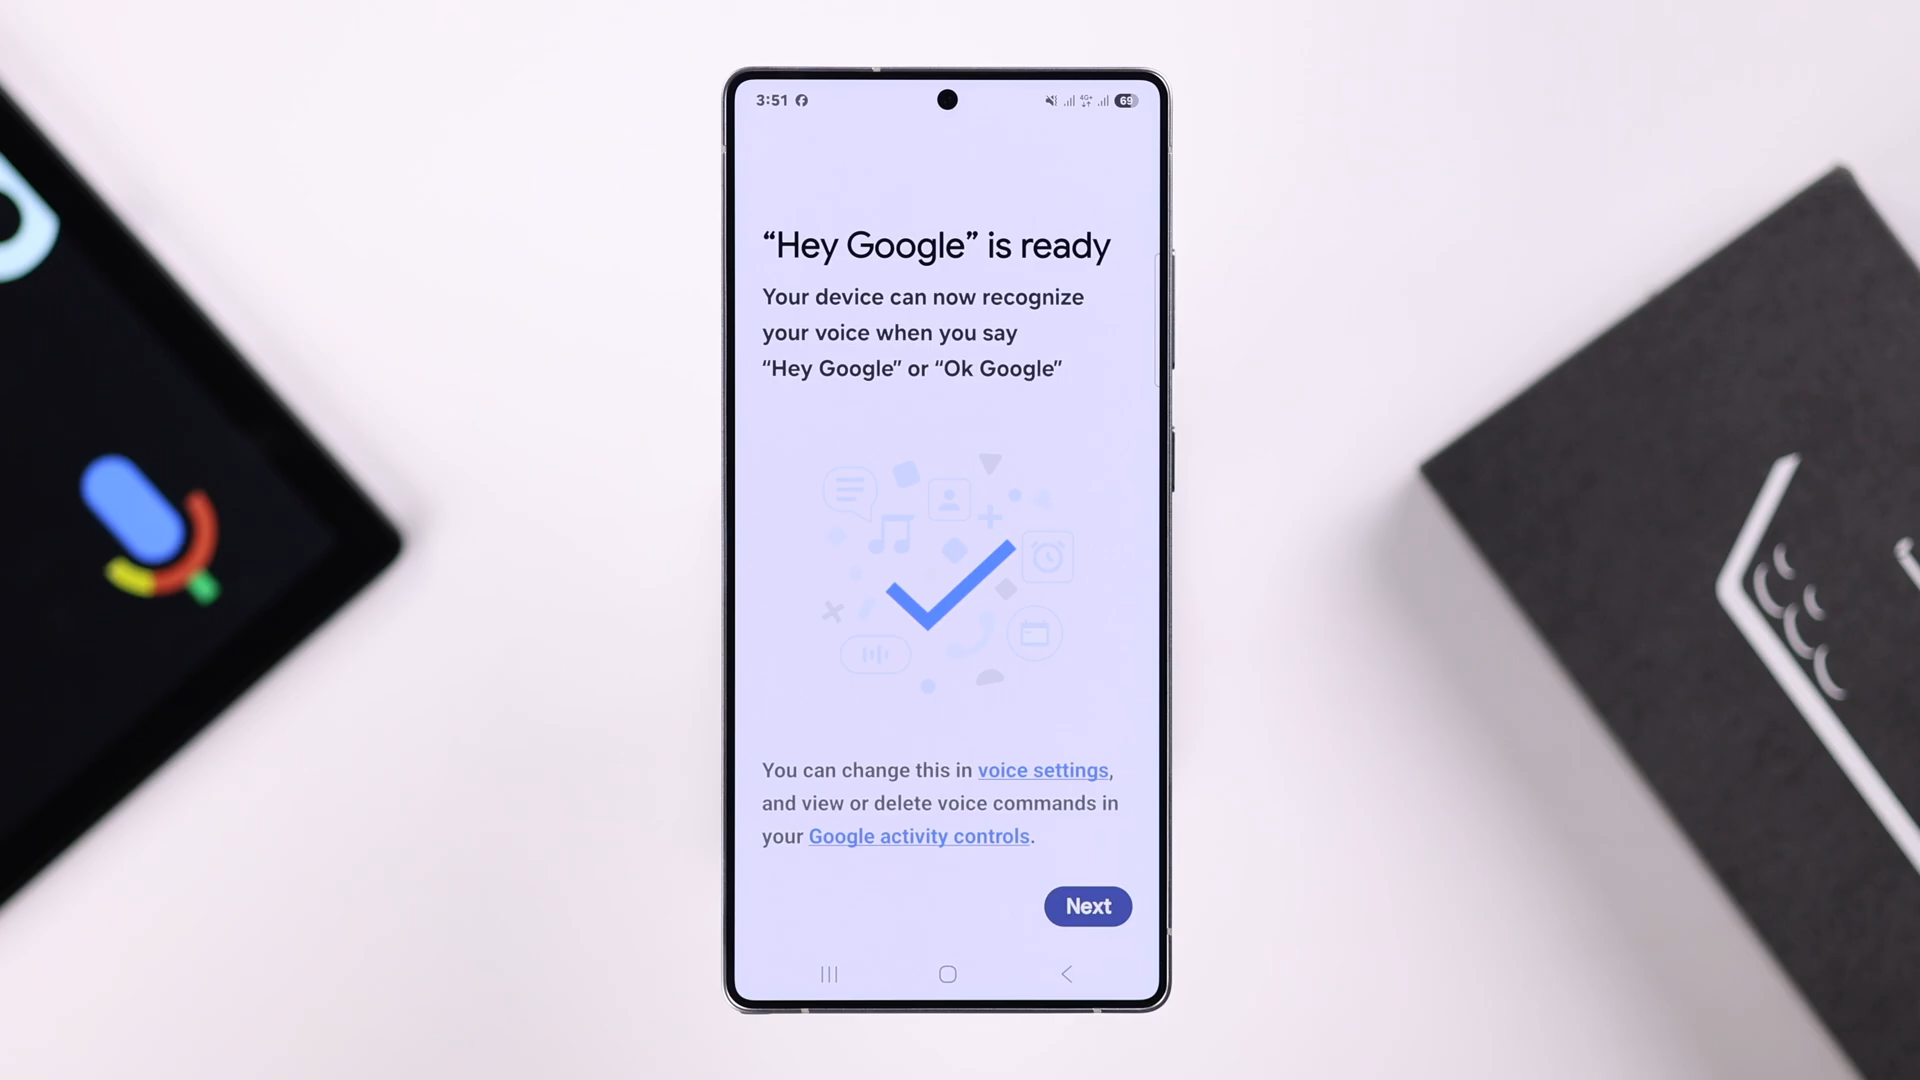 3:51
4G+
69
“Hey Google” is ready
Your device can now recognize
your voice when you say
“Hey Google” or “Ok Google”
You can change this in voice settings,
and view or delete voice commands in
your Google activity controls.
Next